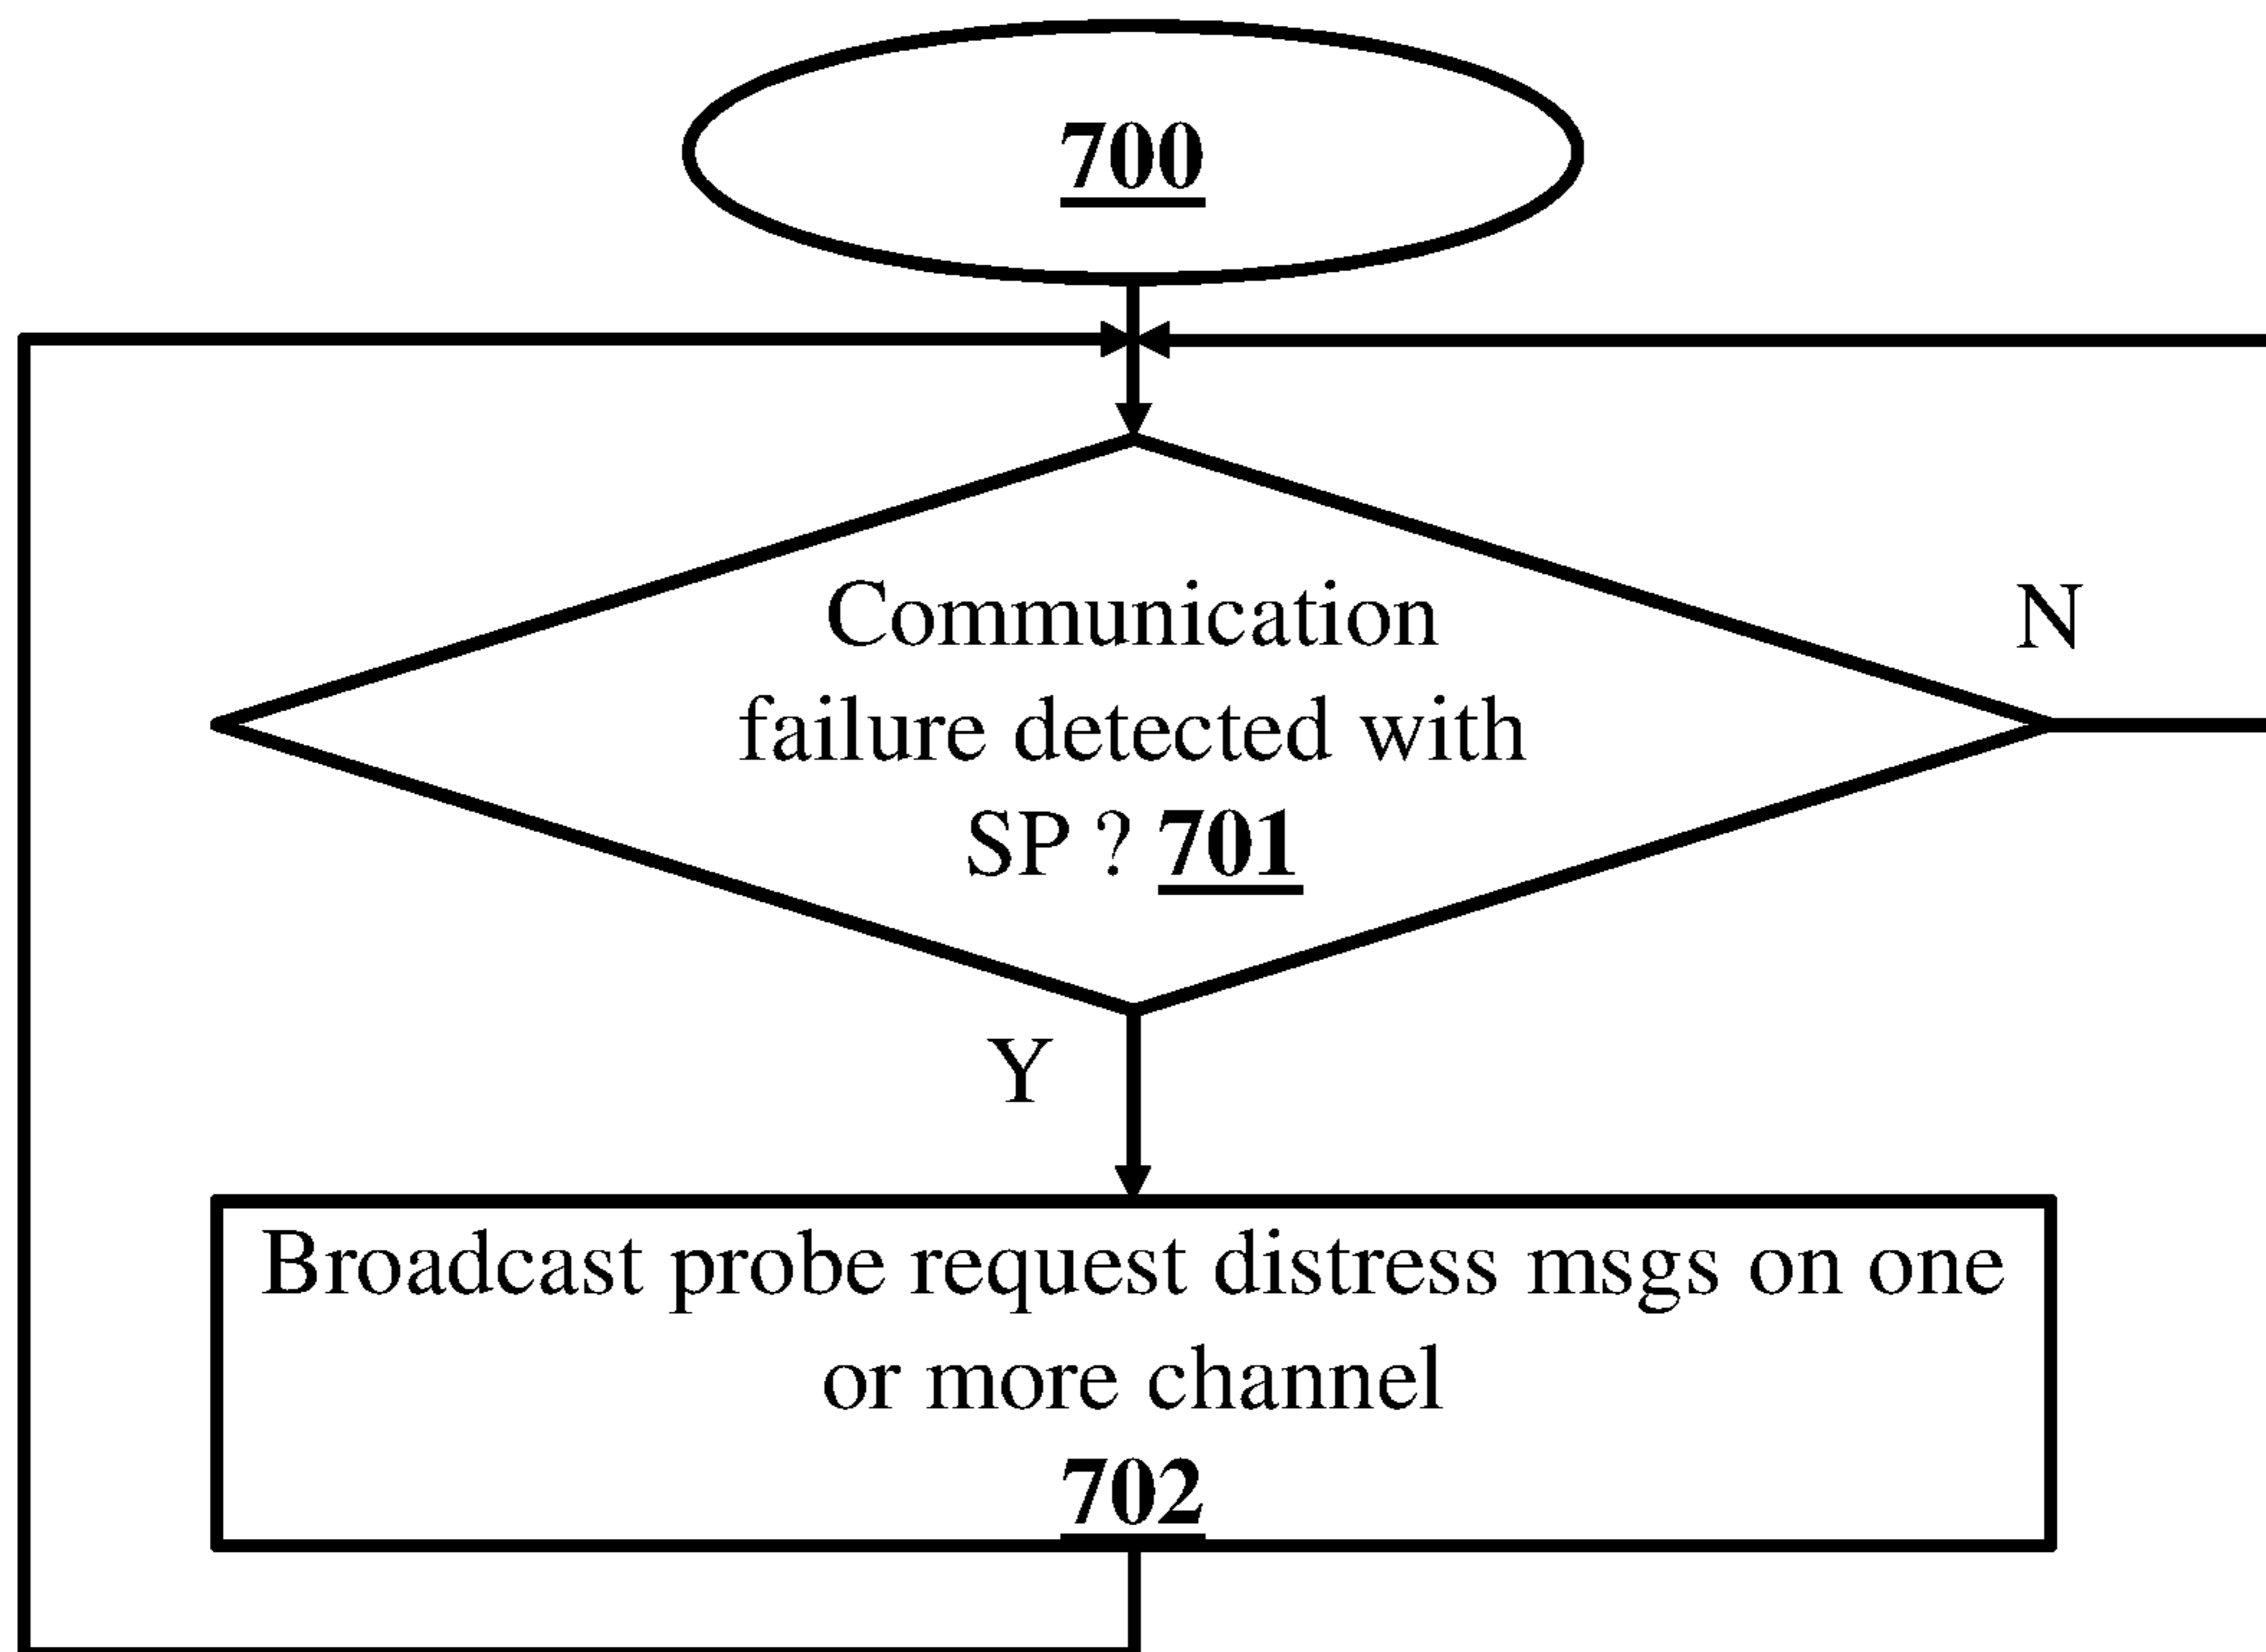 700
Communication
N
failure detected with
SP ? 701
Y
Broadcast probe request distress msgs on one
or more channel
702